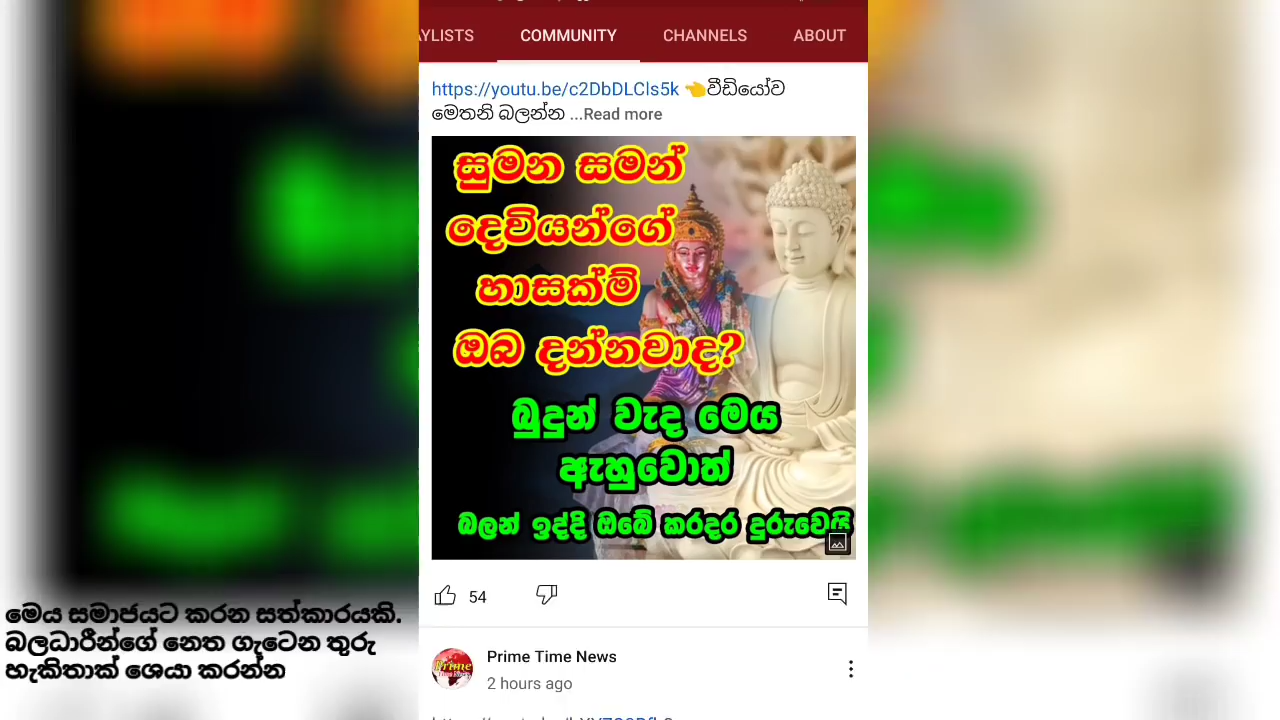 AYLISTS COMMUNITY CHANNELS ABOUT
https://youtu.be/c2DbDLCls5k 👈වීඩියෝව
මෙතනි බලන්න ...Read more
සුමන සමන්
දෙවියන්ගේ
හාසක්ම්
ඔබ දන්නවාද?
බුදුන් වැද මෙය
ඇහුවොත්
බලන් ඉද්දි ඔබේ කරදර දුරුවෙයි
54
මෙය සමාජයට කරන සත්කාරයකි.
බලධාරීන්ගේ නෙත ගැටෙන තුරු
හැකිතාක් ශෙයා කරන්න
Prime Time News
2 hours ago